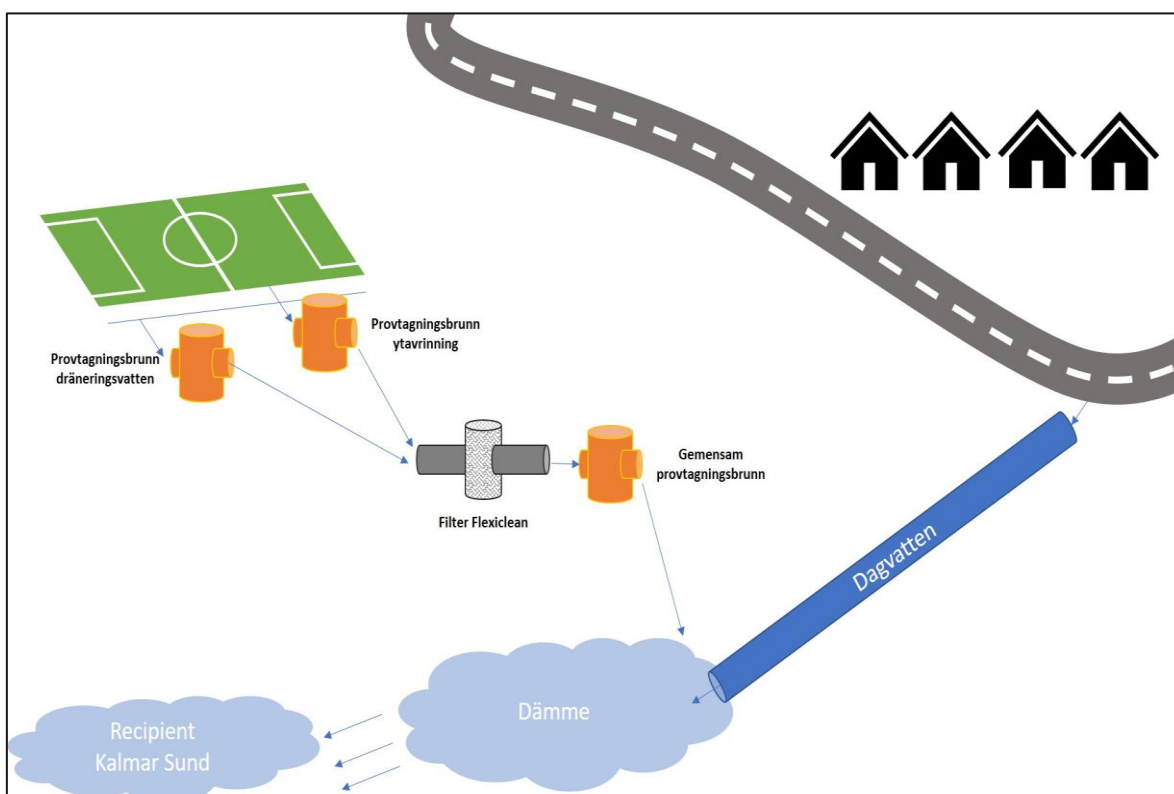 Provtagningsbrunn
ytavrinning
Provtagningsbrunn
dräneringsvatten
Gemensam
provtagningsbrunn
Filter Flexiclean
Dagvatten
Dämme
Recipient
Kalmar Sund